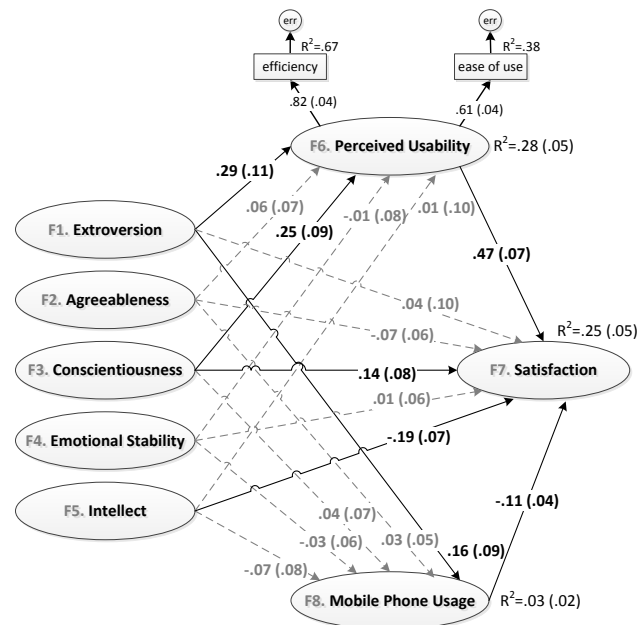 err
err
R²=.67
R²=.38
efficiency
ease of use
.82 (.04)
.61 (.04)
F6. Perceived Usability
R²=.28 (.05)
.29 (.11)
.06 (.07)
-.01 (.08)
.01 (.10)
.25 (.09)
F1. Extroversion
.47 (.07)
F2. Agreeableness
.04 (.10)
-.07 (.06)
R²=.25 (.05)
F3. Conscientiousness
.14 (.08)
F7. Satisfaction
.01 (.06)
F4. Emotional Stability
-.19 (.07)
F5. Intellect
-.11 (.04)
.04 (.07)
-.03 (.06)
.03 (.05)
.16 (.09)
-.07 (.08)
F8. Mobile Phone Usage
R²=.03 (.02)